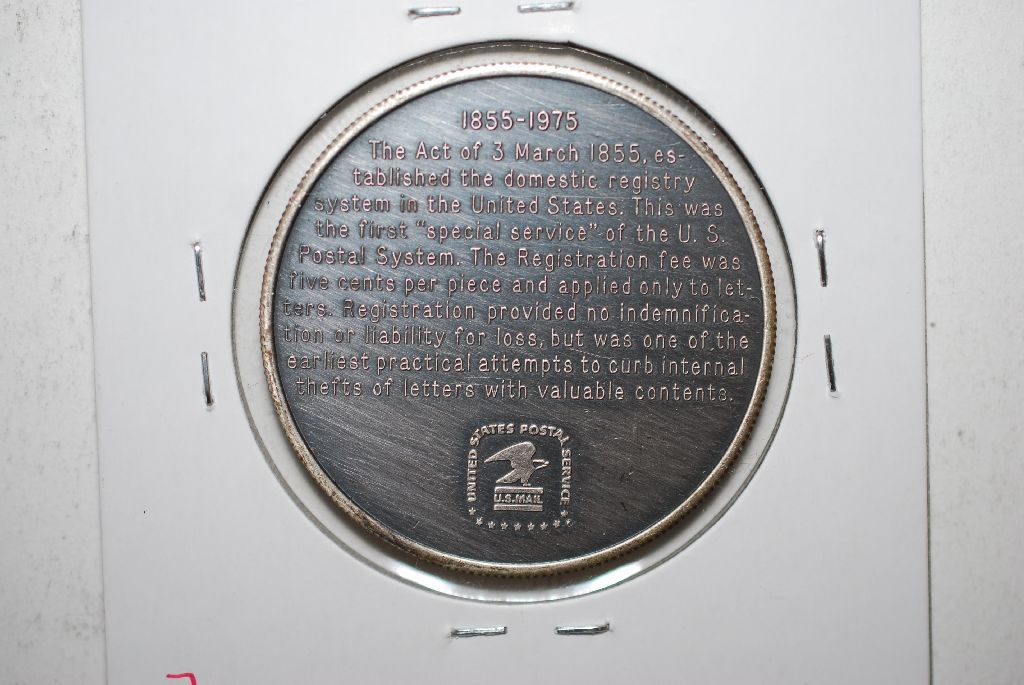 1855-1975
The Act of 3 March 1855, es-
tablished the domestic registry
system in the United States. This was
the first "special service" of the U. S.
Postal System. The Registration fee was
five cents per piece and applied only to let-
ters. Registration provided no indemnifica-
tion or liability for loss, but was one of the
earliest practical attempts to curb internal
thefts of letters with valuable contents.
UNITED STATES POSTAL SERVICE
U.S.MAIL